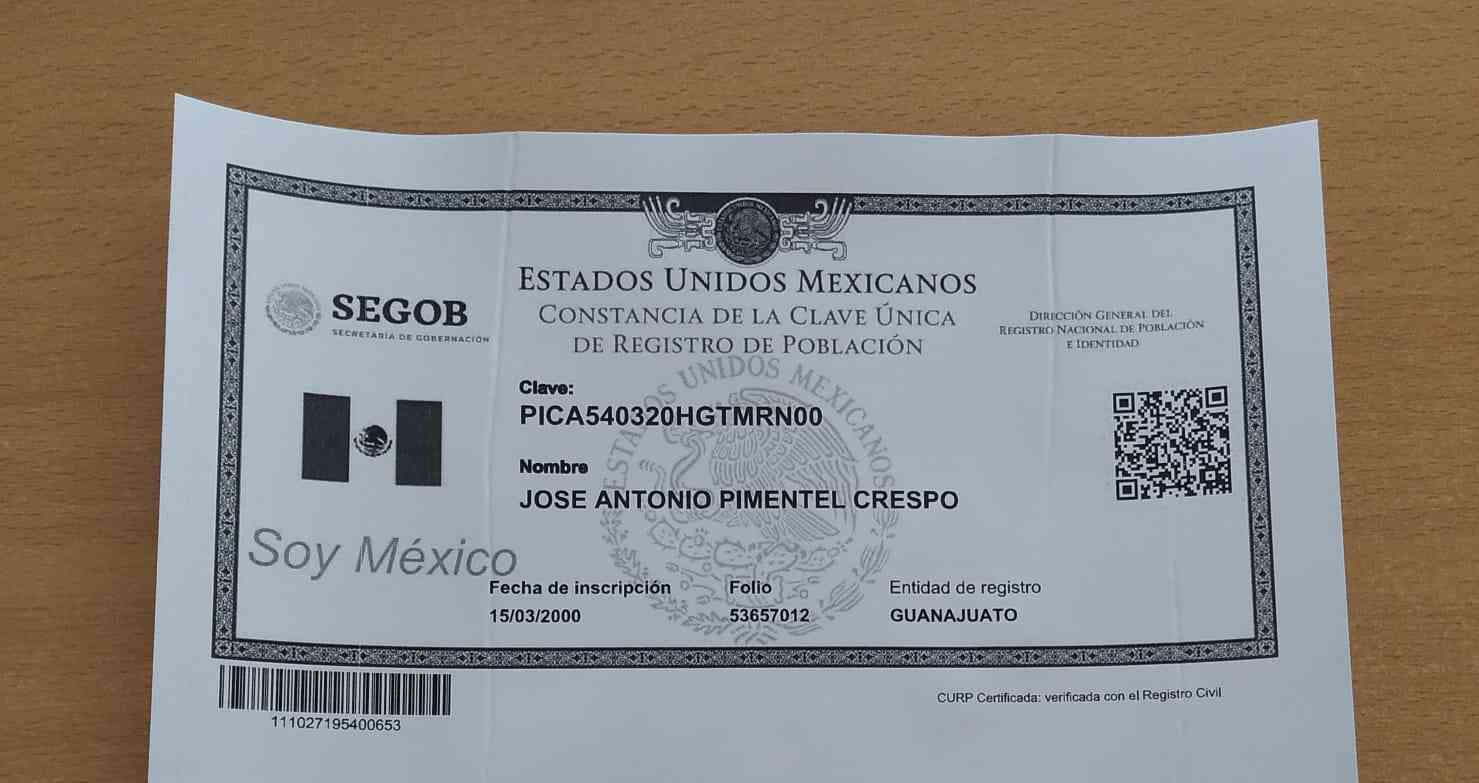 ESTADOS UNIDOS MEXICANOS
CONSTANCIA DE LA CLAVE ÚNICA
DE REGISTRO DE POBLACIÓN
SEGOB
SECRETARÍA DE GOBERNACIÓN
DIRECCIÓN GENERAL DEL
REGISTRO NACIONAL DE POBLACIÓN
E IDENTIDAD
Clave:
PICA540320HGTMRN00
Nombre
JOSE ANTONIO PIMENTEL CRESPO
ESTADOS UNIDOS MEXICANOS
Soy México
Fecha de inscripción Folio Entidad de registro
15/03/2000 53657012 GUANAJUATO
111027195400653
CURP Certificada: verificada con el Registro Civil